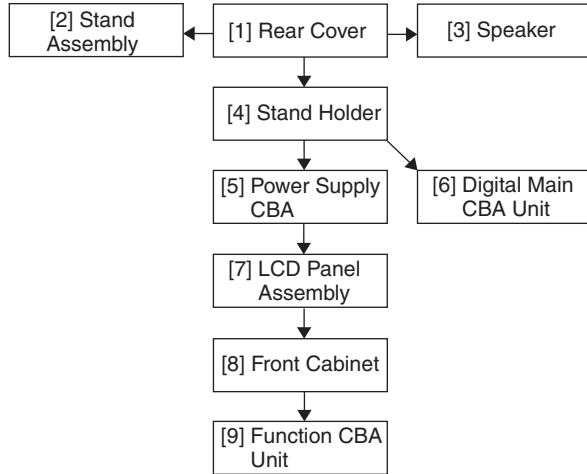 [2] Stand
Assembly
[1] Rear Cover
[3] Speaker
[4] Stand Holder
[5] Power Supply
CBA
[6] Digital Main
CBA Unit
[7] LCD Panel
Assembly
[8] Front Cabinet
[9] Function CBA
Unit